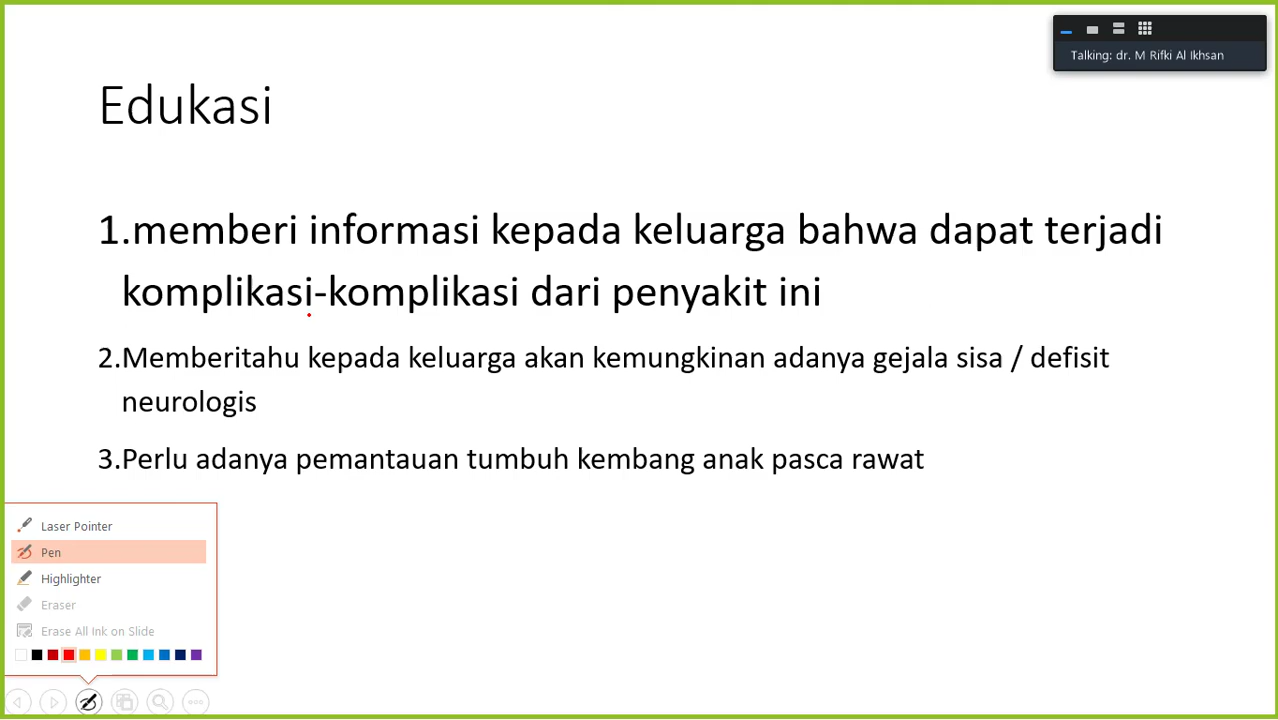 Talking: dr. M Rifki Al Ikhsan
Edukasi
1.memberi informasi kepada keluarga bahwa dapat terjadi
komplikasi-komplikasi dari penyakit ini
2.Memberitahu kepada keluarga akan kemungkinan adanya gejala sisa / defisit
neurologis
3.Perlu adanya pemantauan tumbuh kembang anak pasca rawat
Laser Pointer
Pen
Highlighter
Eraser
Erase All Ink on Slide